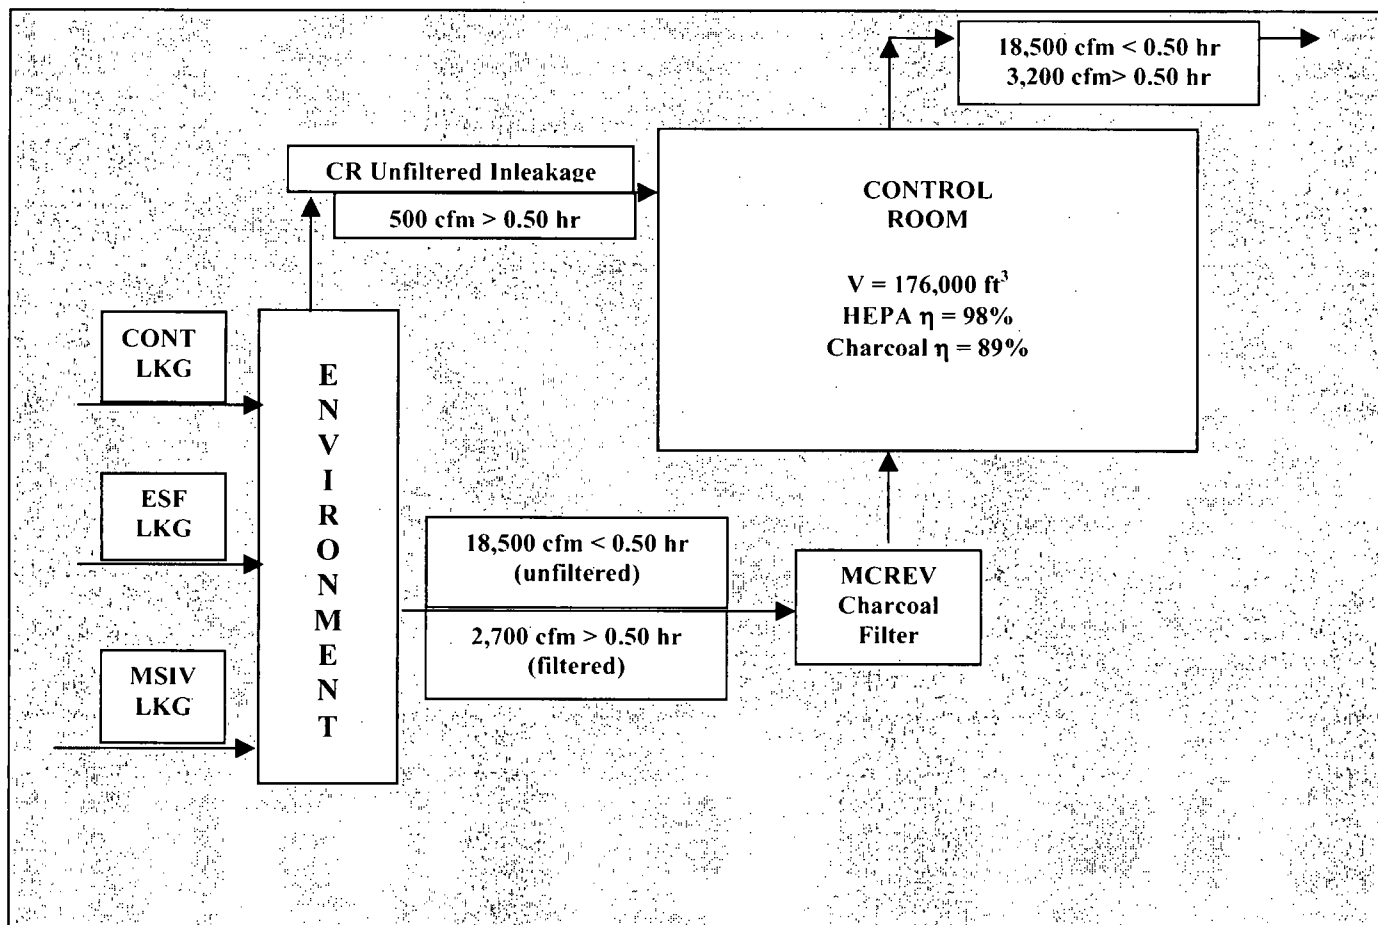 18,500 cfm < 0.50 hr
3,200 cfm> 0.50 hr
CR Unfiltered Inleakage
500 cfm > 0.50 hr
CONTROL
ROOM
V = 176,000 ft³
HEPA η = 98%
Charcoal η = 89%
CONT
LKG
ESF
LKG
MSIV
LKG
E
N
V
I
R
O
N
M
E
N
T
18,500 cfm < 0.50 hr
(unfiltered)
2,700 cfm > 0.50 hr
(filtered)
MCREV
Charcoal
Filter